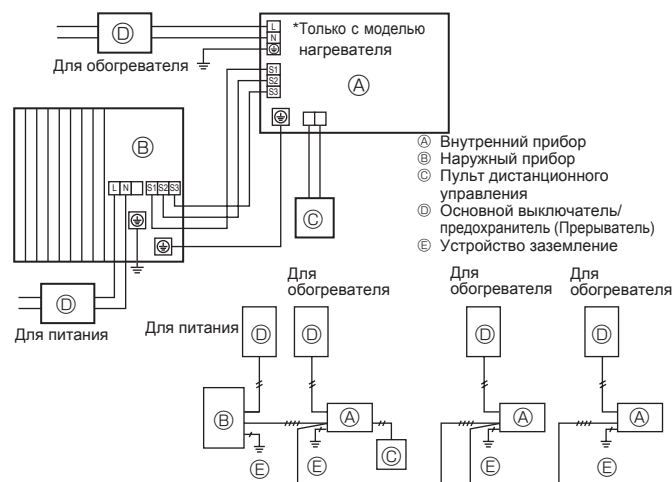 Ⓓ
L
N
*Только с моделью
нагревателя
Для обогревателя
S1
S2
S3
Ⓐ
Ⓑ
L N S1 S2 S3
Ⓒ
Ⓓ
Для питания
Ⓐ Внутренний прибор
Ⓑ Наружный прибор
Ⓒ Пульт дистанционного
управления
Ⓓ Основной выключатель/
предохранитель (Прерыватель)
Ⓔ Устройство заземление
Для питания
Для
обогревателя
Для
обогревателя
Для
обогревателя
Ⓓ Ⓓ Ⓓ Ⓓ
Ⓑ Ⓐ Ⓐ Ⓐ
Ⓒ
Ⓔ Ⓔ Ⓔ Ⓔ